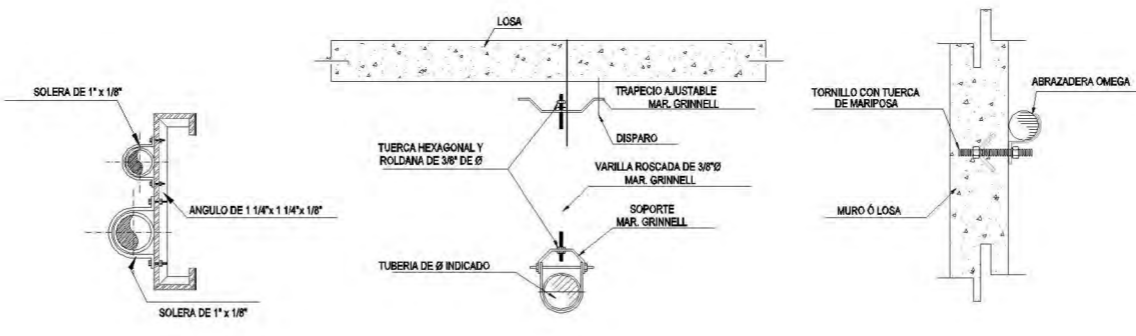 SOLERA DE 1" x 1/8"
ANGULO DE 1 1/4"x 1 1/4"x 1/8"
SOLERA DE 1" x 1/8"
LOSA
TRAPECIO AJUSTABLE
MAR. GRINNELL
DISPARO
TUERCA HEXAGONAL Y
ROLDANA DE 3/8" DE Ø
VARILLA ROSCADA DE 3/8"Ø
MAR. GRINNELL
SOPORTE
MAR. GRINNELL
TUBERIA DE Ø INDICADO
TORNILLO CON TUERCA
DE MARIPOSA
ABRAZADERA OMEGA
MURO Ó LOSA